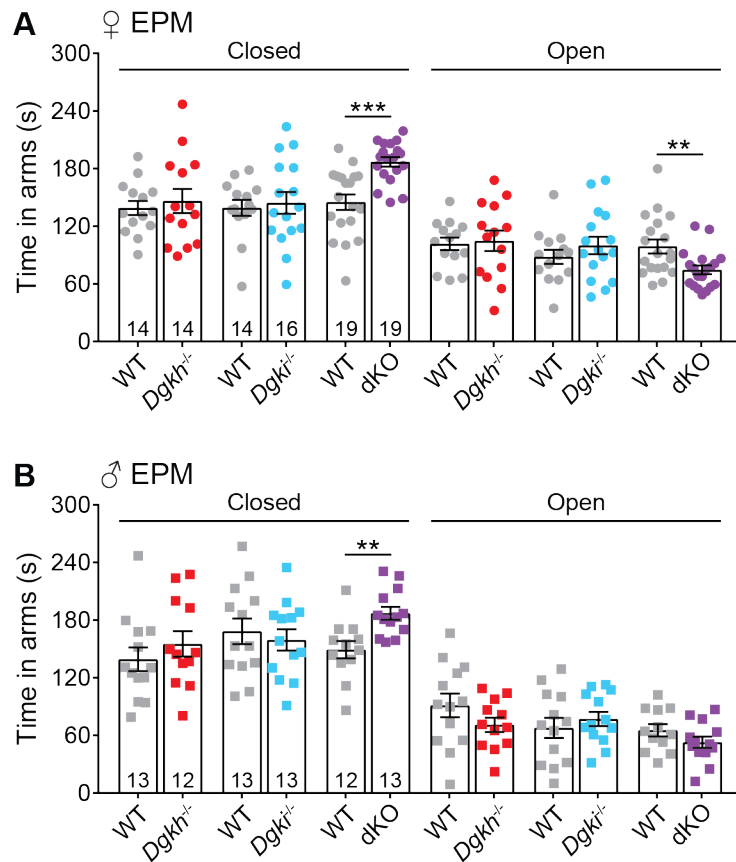 A ♀ EPM
Closed Open
Time in arms (s)
300
240
180
120
60
0
*** **
14 14 14 16 19 19
WT Dgkh-/- WT Dgki-/- WT dKO WT Dgkh-/- WT Dgki-/- WT dKO
B ♂ EPM
Closed Open
Time in arms (s)
300
240
180
120
60
0
**
13 12 13 13 12 13
WT Dgkh-/- WT Dgki-/- WT dKO WT Dgkh-/- WT Dgki-/- WT dKO